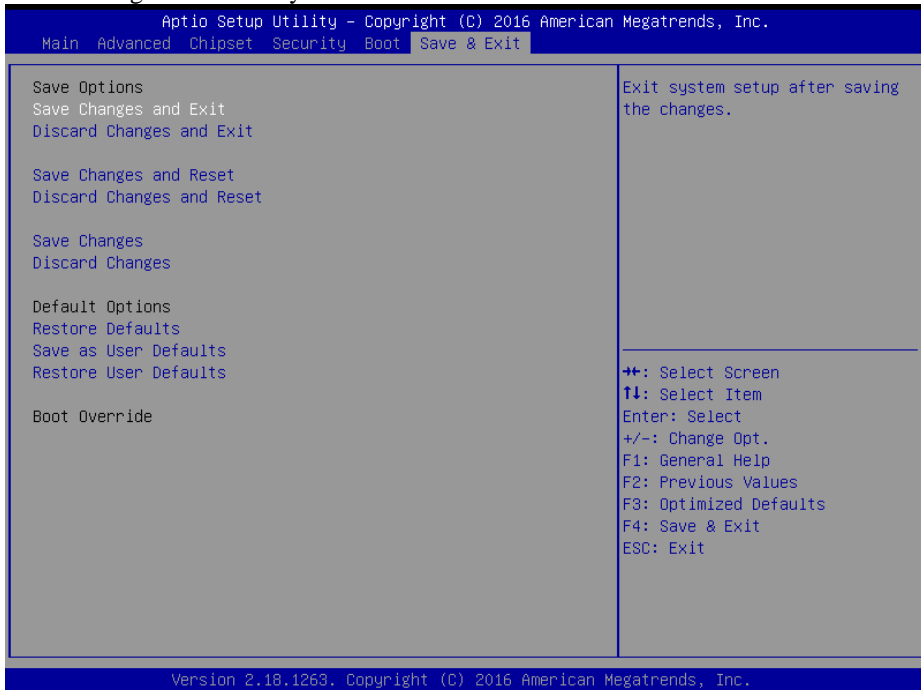 Aptio Setup Utility – Copyright (C) 2016 American Megatrends, Inc.
Main Advanced Chipset Security Boot Save & Exit
Save Options
Save Changes and Exit
Discard Changes and Exit
Save Changes and Reset
Discard Changes and Reset
Save Changes
Discard Changes
Default Options
Restore Defaults
Save as User Defaults
Restore User Defaults
Boot Override
Exit system setup after saving
the changes.
→←: Select Screen
↑↓: Select Item
Enter: Select
+/-: Change Opt.
F1: General Help
F2: Previous Values
F3: Optimized Defaults
F4: Save & Exit
ESC: Exit
Version 2.18.1263. Copyright (C) 2016 American Megatrends, Inc.